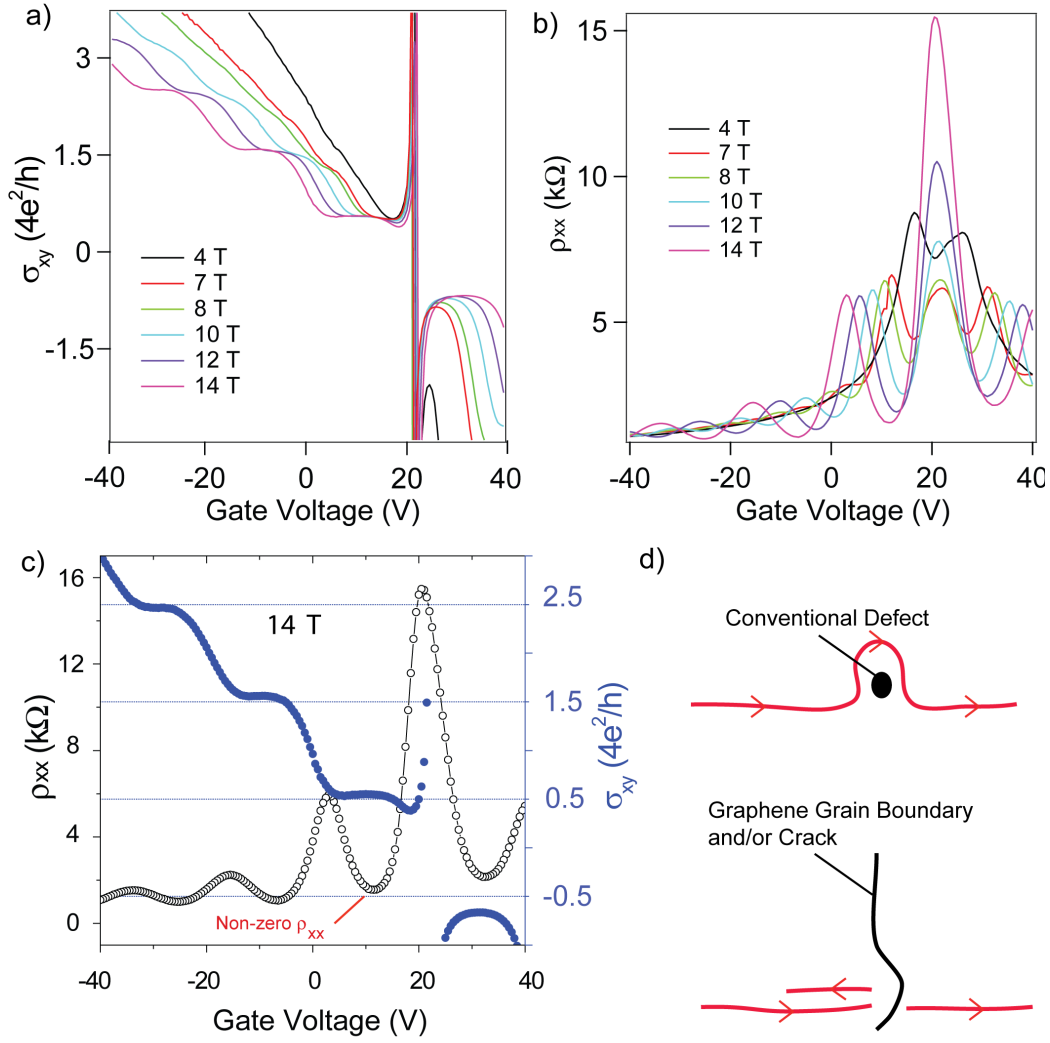 a)
3
1.5
0
-1.5
σxy (4e²/h)
4 T
7 T
8 T
10 T
12 T
14 T
-40
-20
0
20
40
Gate Voltage (V)
b)
15
10
5
ρxx (kΩ)
4 T
7 T
8 T
10 T
12 T
14 T
-40
-20
0
20
40
Gate Voltage (V)
c)
16
12
8
4
0
ρxx (kΩ)
14 T
2.5
1.5
0.5
-0.5
σxy (4e²/h)
Non-zero ρxx
-40
-20
0
20
40
Gate Voltage (V)
d)
Conventional Defect
Graphene Grain Boundary
and/or Crack